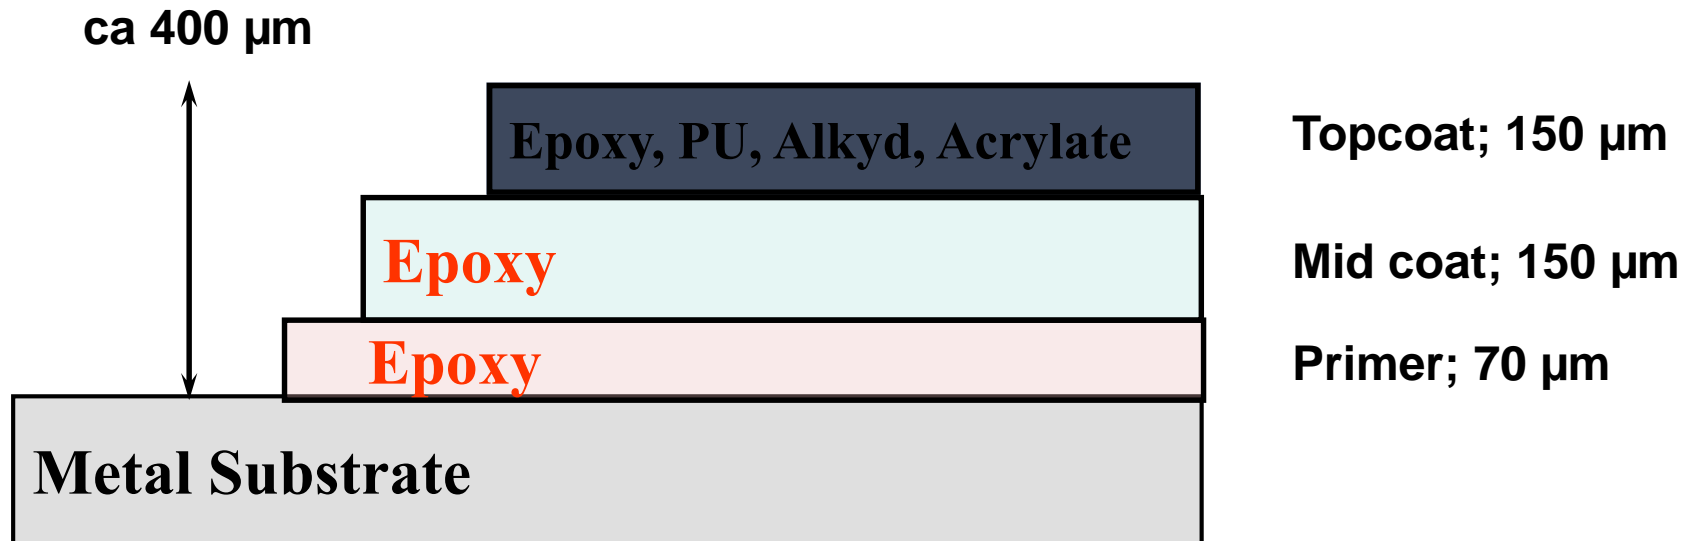 ca 400 µm
Epoxy, PU, Alkyd, Acrylate
Topcoat; 150 µm
Epoxy
Mid coat; 150 µm
Epoxy
Primer; 70 µm
Metal Substrate